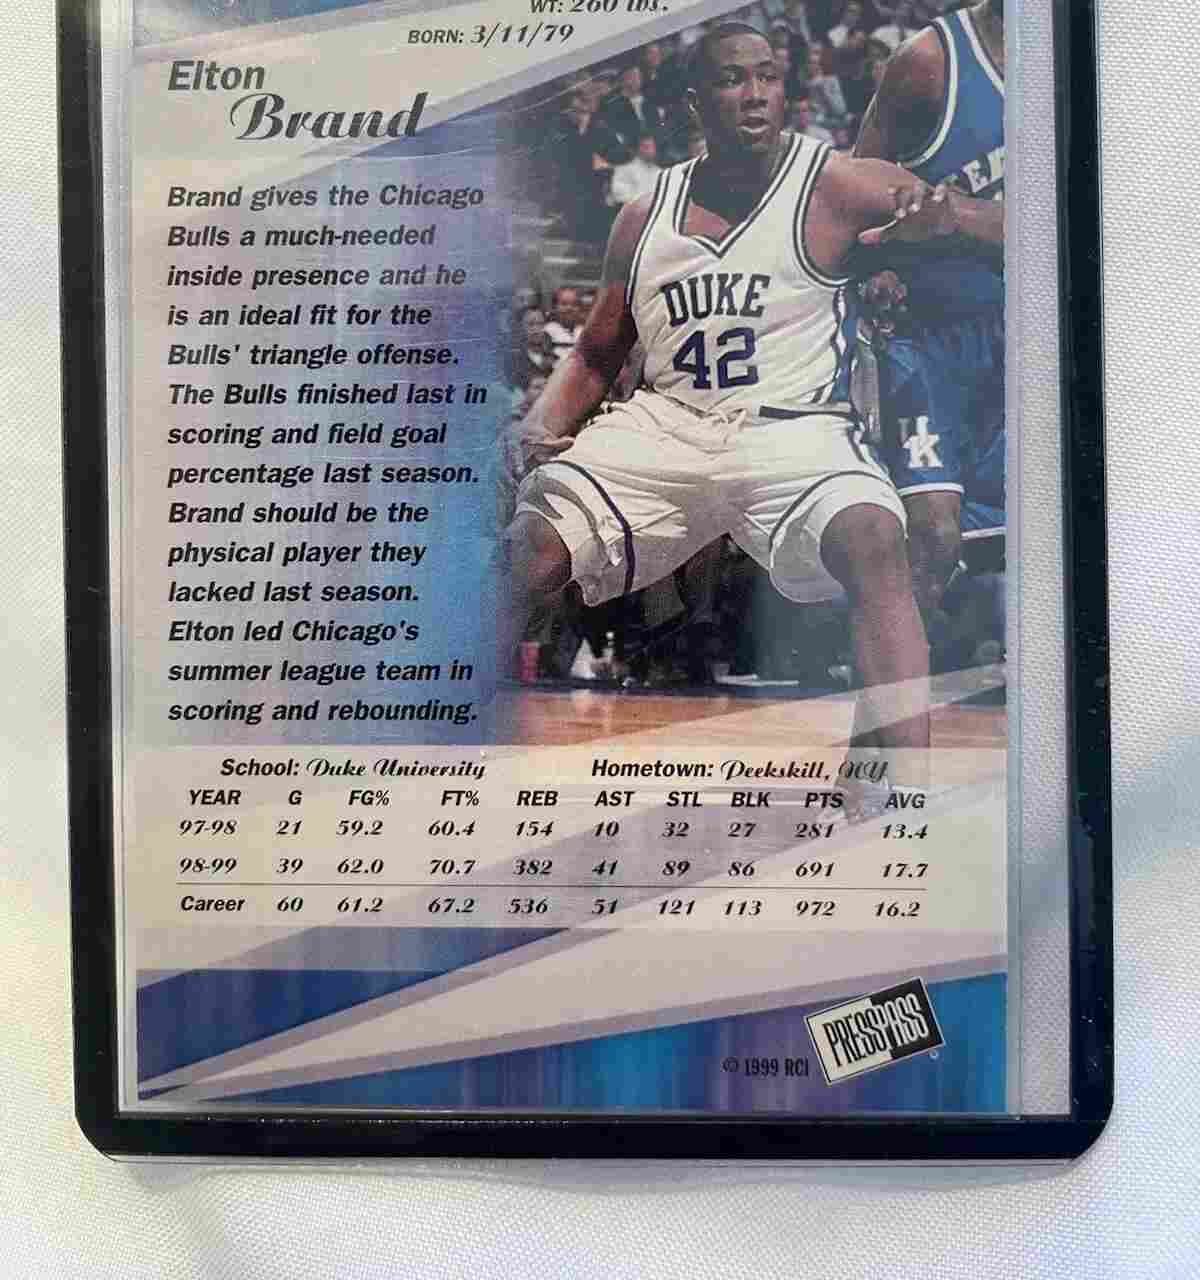 WT: 260 lbs.
BORN: 3/11/79
Elton
Brand
Brand gives the Chicago
Bulls a much-needed
inside presence and he
is an ideal fit for the
Bulls' triangle offense.
The Bulls finished last in
scoring and field goal
percentage last season.
Brand should be the
physical player they
lacked last season.
Elton led Chicago's
summer league team in
scoring and rebounding.
DUKE
42
K
School: Duke University Hometown: Peekskill, NY
YEAR G FG% FT% REB AST STL BLK PTS AVG
97-98 21 59.2 60.4 154 10 32 27 281 13.4
98-99 39 62.0 70.7 382 41 89 86 691 17.7
Career 60 61.2 67.2 536 51 121 113 972 16.2
PRESSPASS
© 1999 RCI